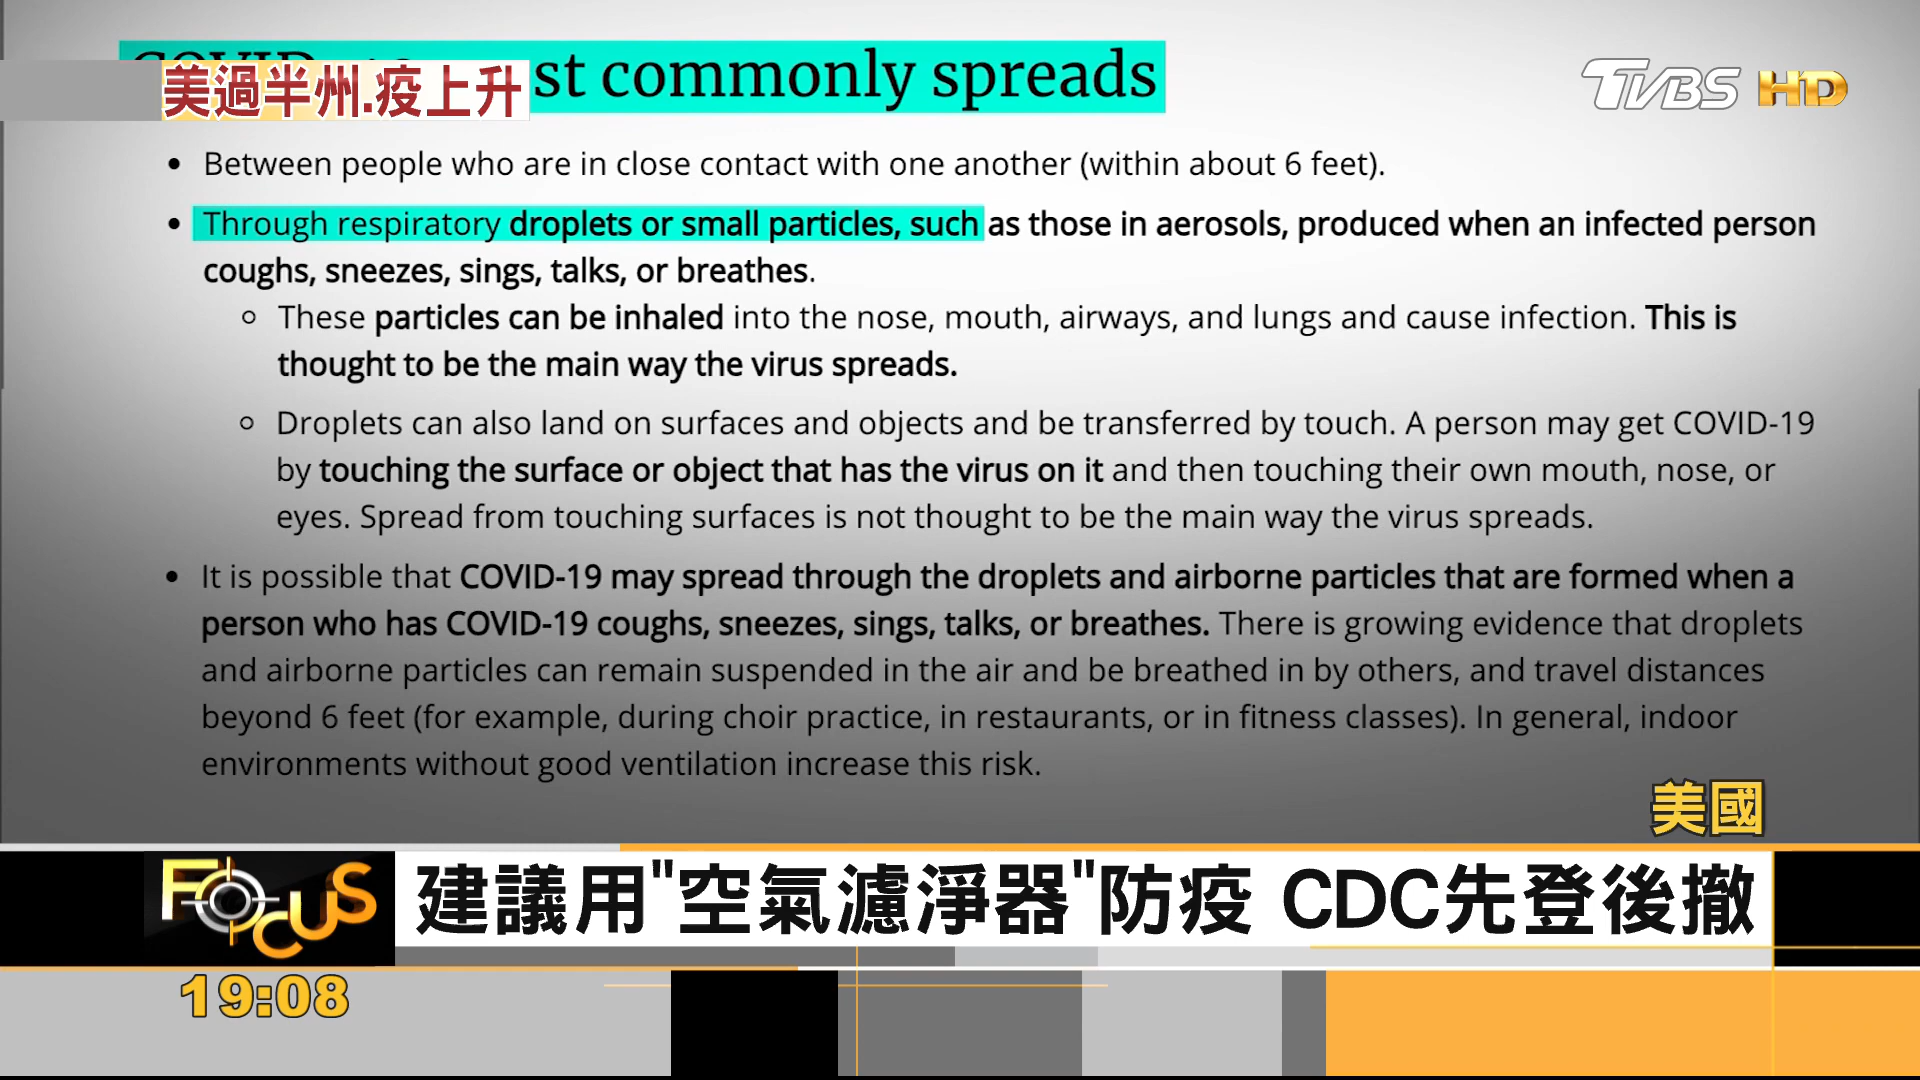 st commonly spreads
美過半州.疫上升
TVBS HD
• Between people who are in close contact with one another (within about 6 feet).
• Through respiratory droplets or small particles, such as those in aerosols, produced when an infected person
coughs, sneezes, sings, talks, or breathes.
○ These particles can be inhaled into the nose, mouth, airways, and lungs and cause infection. This is
thought to be the main way the virus spreads.
○ Droplets can also land on surfaces and objects and be transferred by touch. A person may get COVID-19
by touching the surface or object that has the virus on it and then touching their own mouth, nose, or
eyes. Spread from touching surfaces is not thought to be the main way the virus spreads.
• It is possible that COVID-19 may spread through the droplets and airborne particles that are formed when a
person who has COVID-19 coughs, sneezes, sings, talks, or breathes. There is growing evidence that droplets
and airborne particles can remain suspended in the air and be breathed in by others, and travel distances
beyond 6 feet (for example, during choir practice, in restaurants, or in fitness classes). In general, indoor
environments without good ventilation increase this risk.
美國
FOCUS
建議用"空氣濾淨器"防疫 CDC先登後撤
19:08